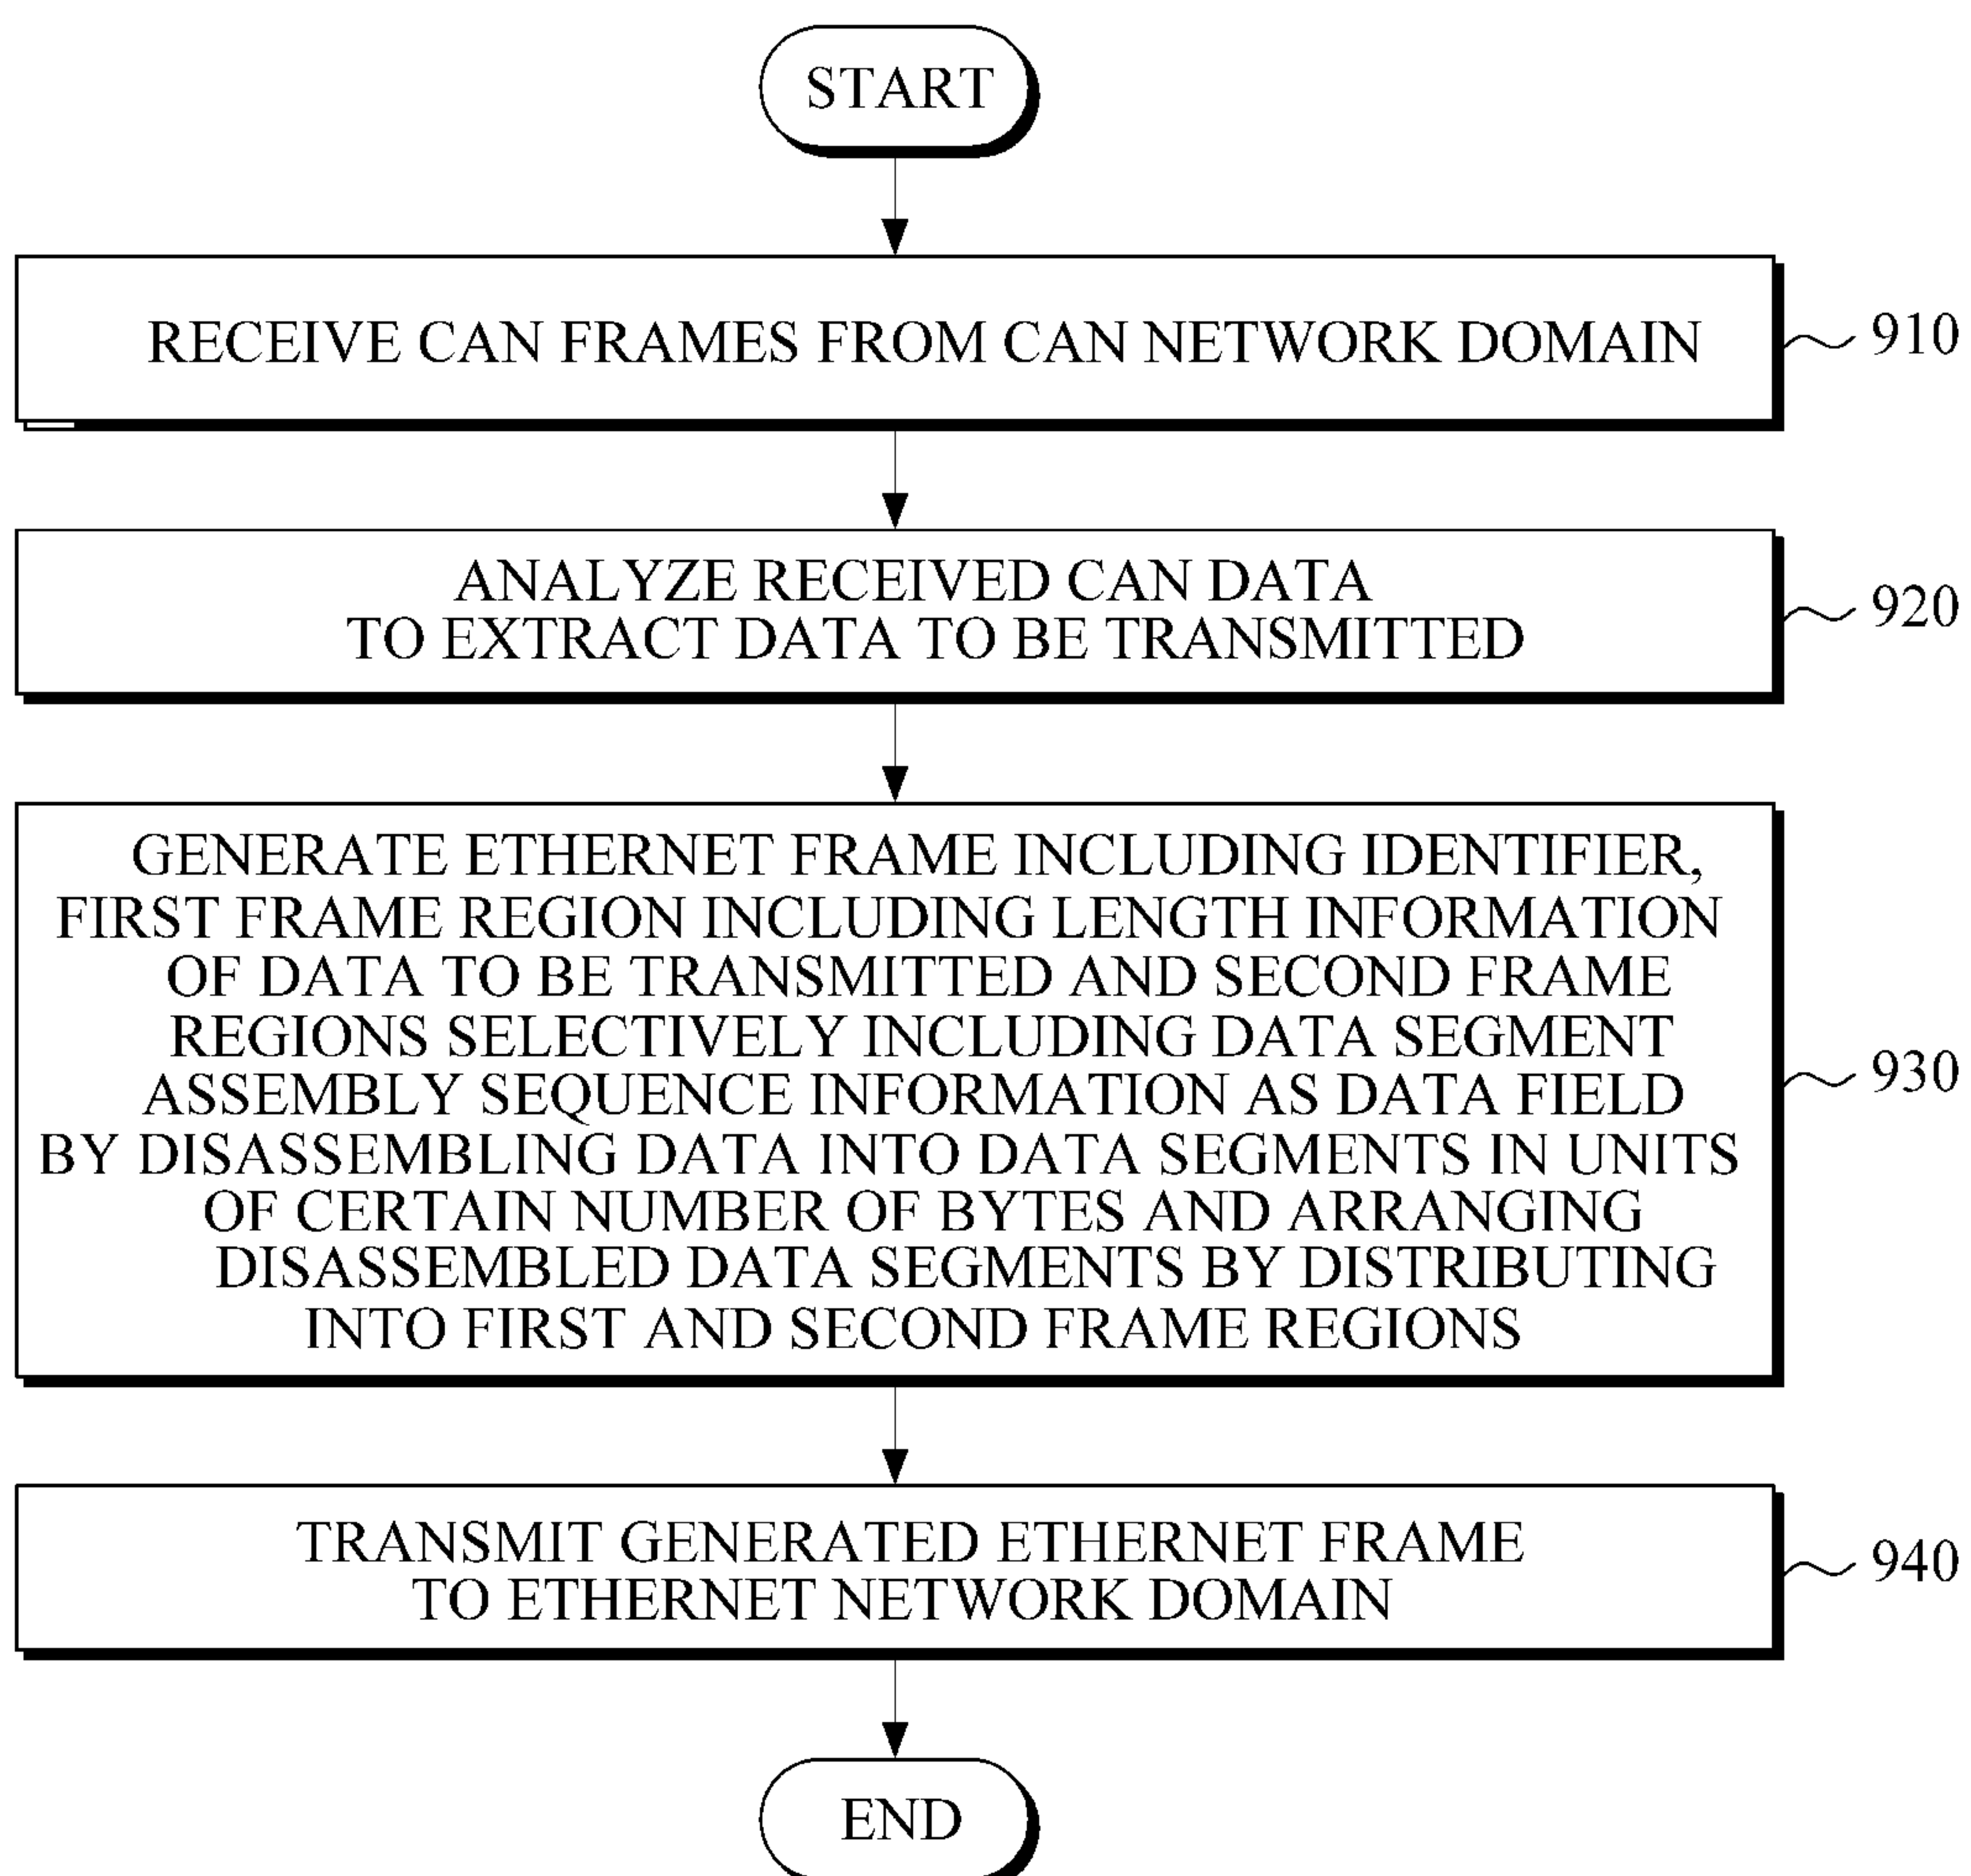 START
RECEIVE CAN FRAMES FROM CAN NETWORK DOMAIN
910
ANALYZE RECEIVED CAN DATA
TO EXTRACT DATA TO BE TRANSMITTED
920
GENERATE ETHERNET FRAME INCLUDING IDENTIFIER,
FIRST FRAME REGION INCLUDING LENGTH INFORMATION
OF DATA TO BE TRANSMITTED AND SECOND FRAME
REGIONS SELECTIVELY INCLUDING DATA SEGMENT
ASSEMBLY SEQUENCE INFORMATION AS DATA FIELD
BY DISASSEMBLING DATA INTO DATA SEGMENTS IN UNITS
OF CERTAIN NUMBER OF BYTES AND ARRANGING
DISASSEMBLED DATA SEGMENTS BY DISTRIBUTING
INTO FIRST AND SECOND FRAME REGIONS
930
TRANSMIT GENERATED ETHERNET FRAME
TO ETHERNET NETWORK DOMAIN
940
END